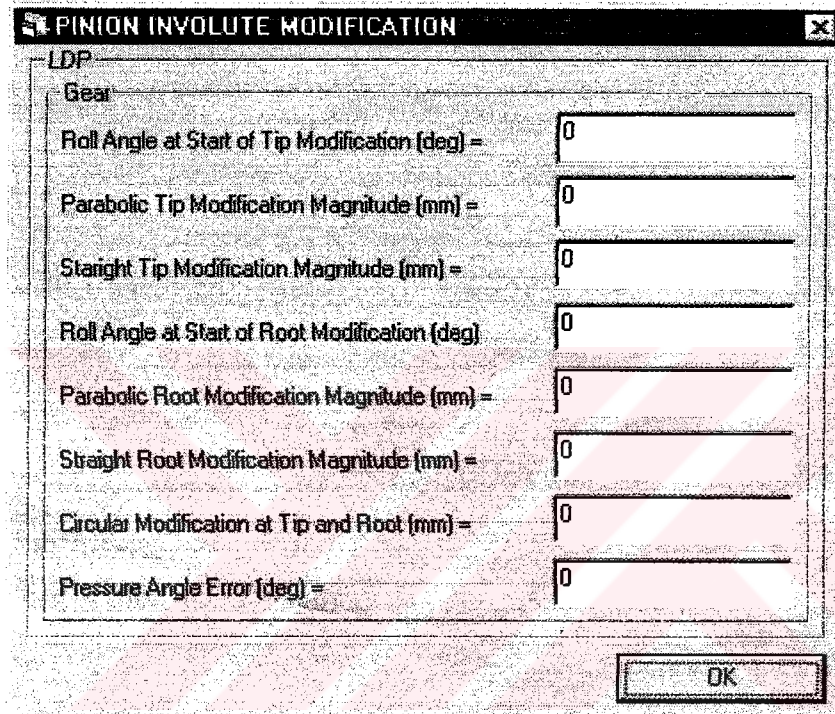 PINION INVOLUTE MODIFICATION
LDP
Gear
Roll Angle at Start of Tip Modification (deg) =
0
Parabolic Tip Modification Magnitude (mm) =
0
Staright Tip Modification Magnitude (mm) =
0
Roll Angle at Start of Root Modification (deg)
0
Parabolic Root Modification Magnitude (mm) =
0
Straight Root Modification Magnitude (mm) =
0
Circular Modification at Tip and Root (mm) =
0
Pressure Angle Error (deg) =
0
OK